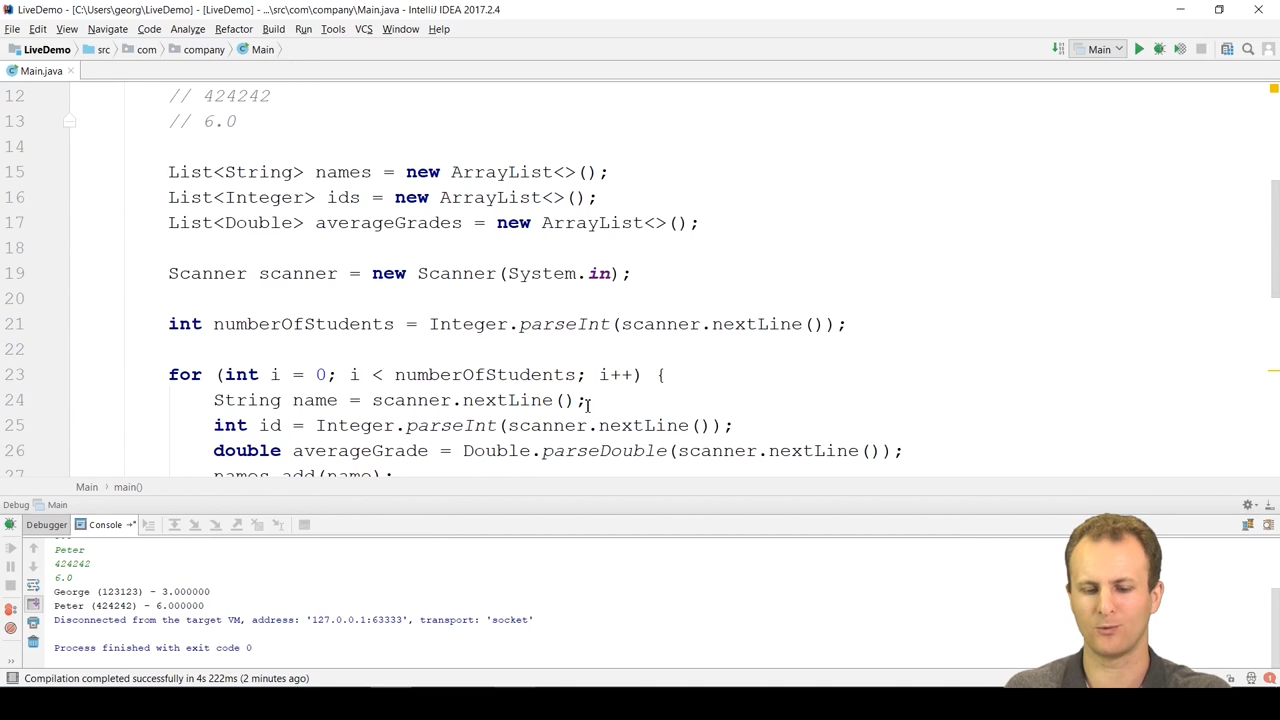 LiveDemo - [C:\Users\georg\LiveDemo] - [LiveDemo] - ...\src\com\company\Main.java - IntelliJ IDEA 2017.2.4
File Edit View Navigate Code Analyze Refactor Build Run Tools VCS Window Help
LiveDemo src com company Main Main
Main.java
12 // 424242
13 // 6.0
14
15 List<String> names = new ArrayList<>();
16 List<Integer> ids = new ArrayList<>();
17 List<Double> averageGrades = new ArrayList<>();
18
19 Scanner scanner = new Scanner(System.in);
20
21 int numberOfStudents = Integer.parseInt(scanner.nextLine());
22
23 for (int i = 0; i < numberOfStudents; i++) {
24 String name = scanner.nextLine();
25 int id = Integer.parseInt(scanner.nextLine());
26 double averageGrade = Double.parseDouble(scanner.nextLine());
27 names.add(name);
Main main()
Debug Main
Debugger Console
Peter
424242
6.0
George (123123) - 3.000000
Peter (424242) - 6.000000
Disconnected from the target VM, address: '127.0.0.1:63333', transport: 'socket'
Process finished with exit code 0
Compilation completed successfully in 4s 222ms (2 minutes ago)